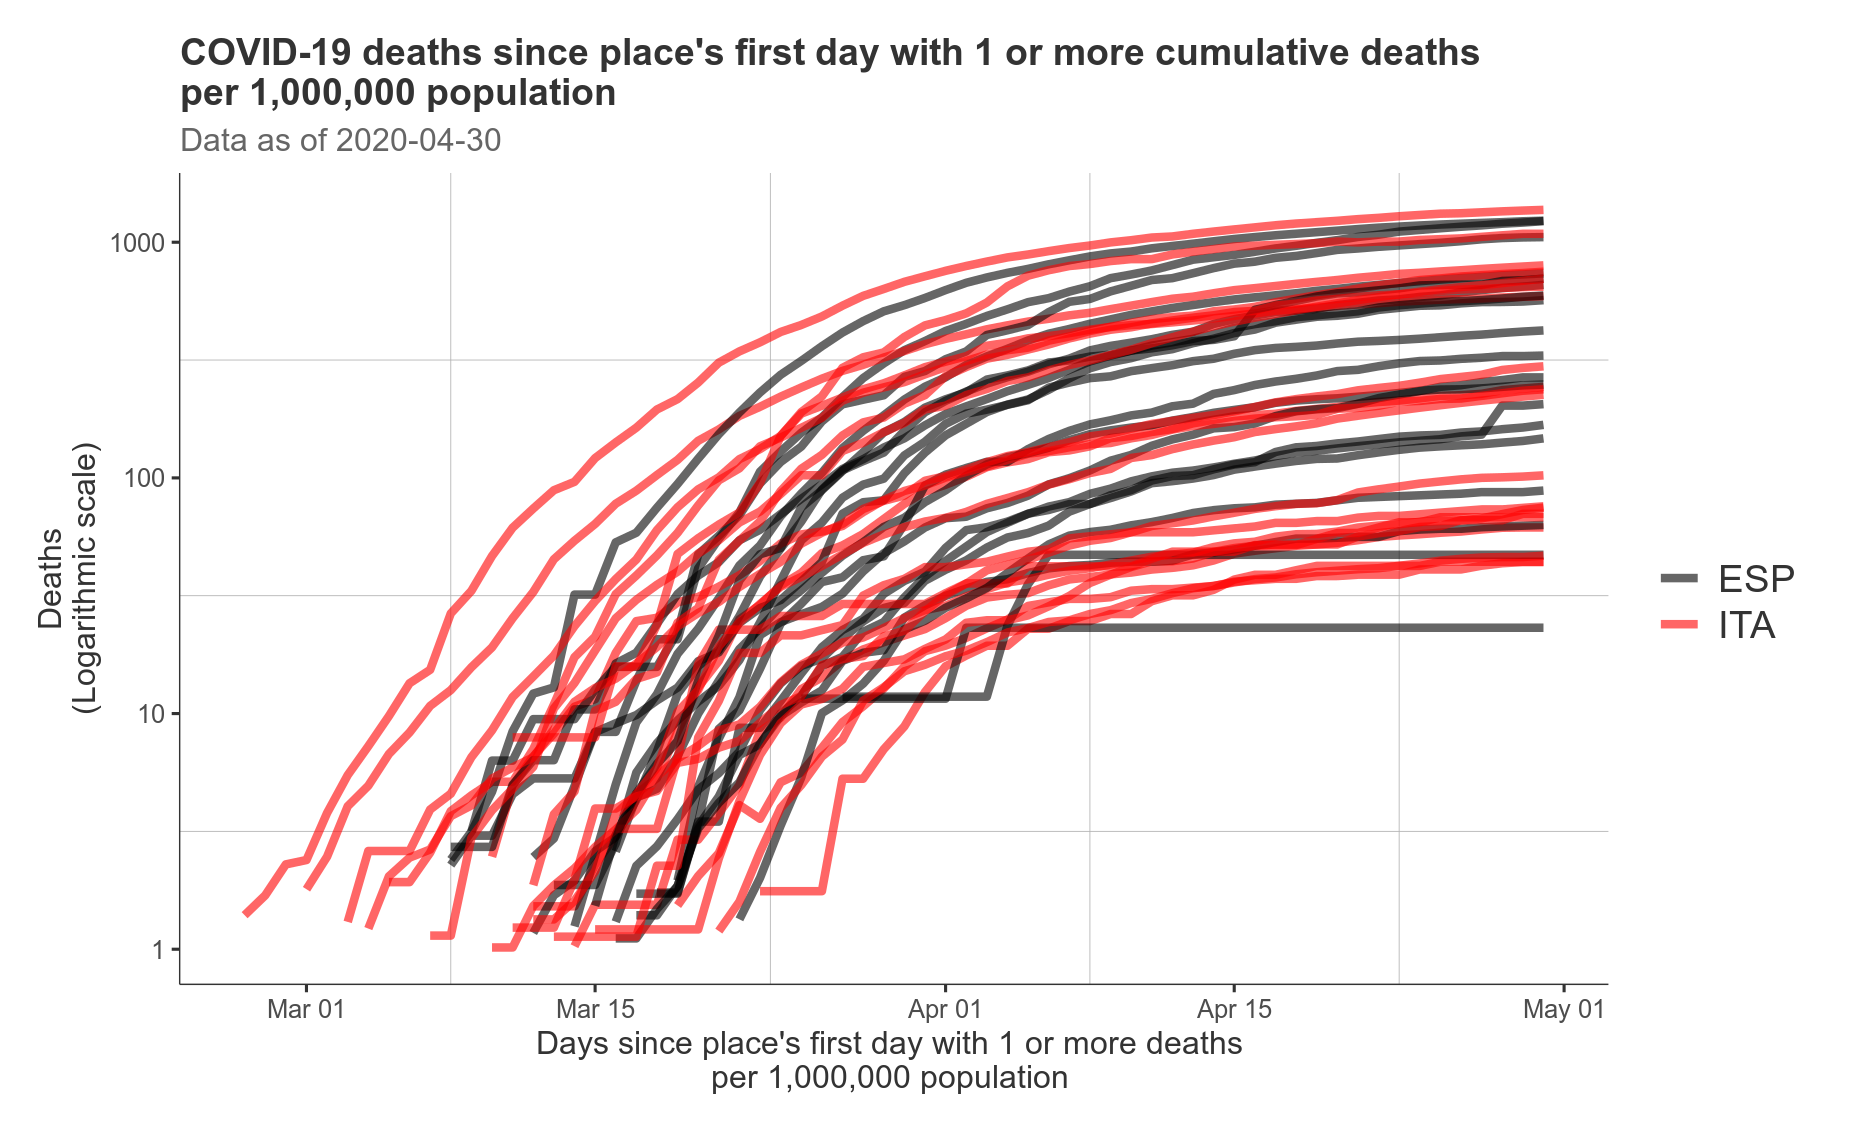 COVID-19 deaths since place's first day with 1 or more cumulative deaths
per 1,000,000 population
Data as of 2020-04-30
Deaths
(Logarithmic scale)
1000
100
10
1
Mar 01
Mar 15
Apr 01
Apr 15
May 01
Days since place's first day with 1 or more deaths
per 1,000,000 population
ESP
ITA